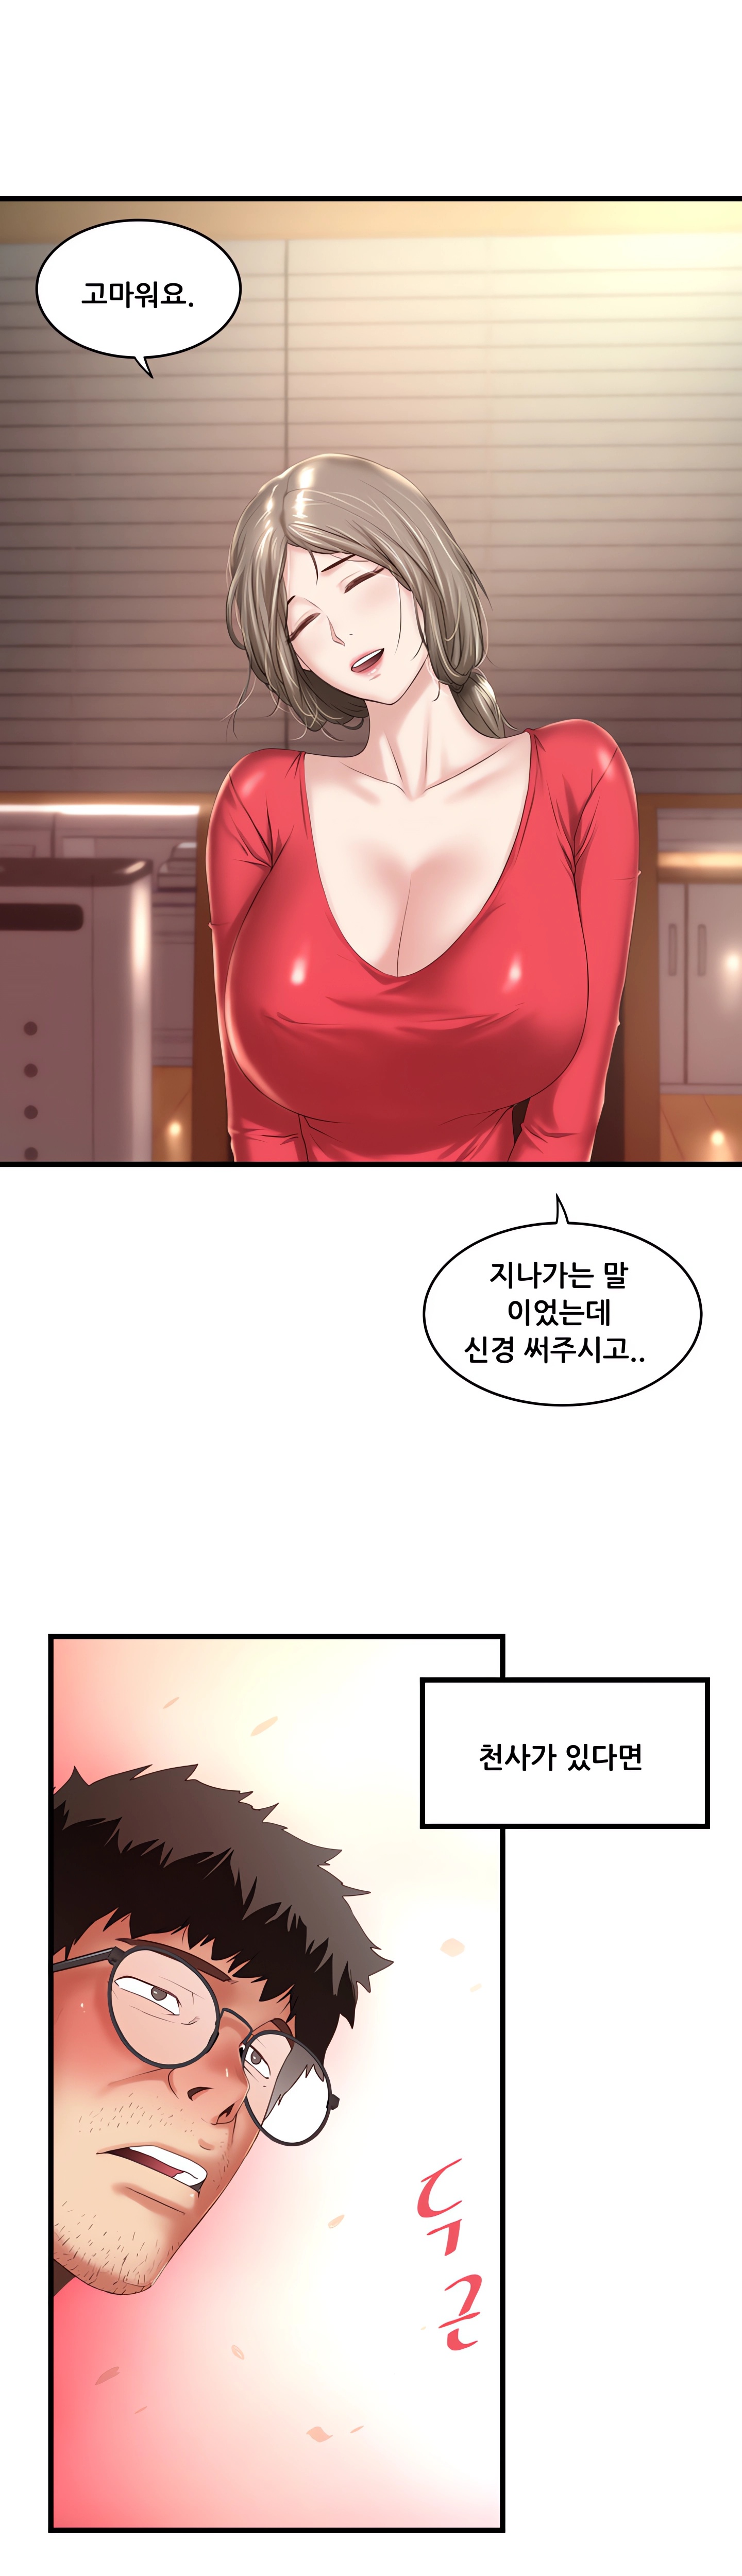 고마워요.
지나가는 말
이었는데
신경 써주시고..
천사가 있다면
두
근